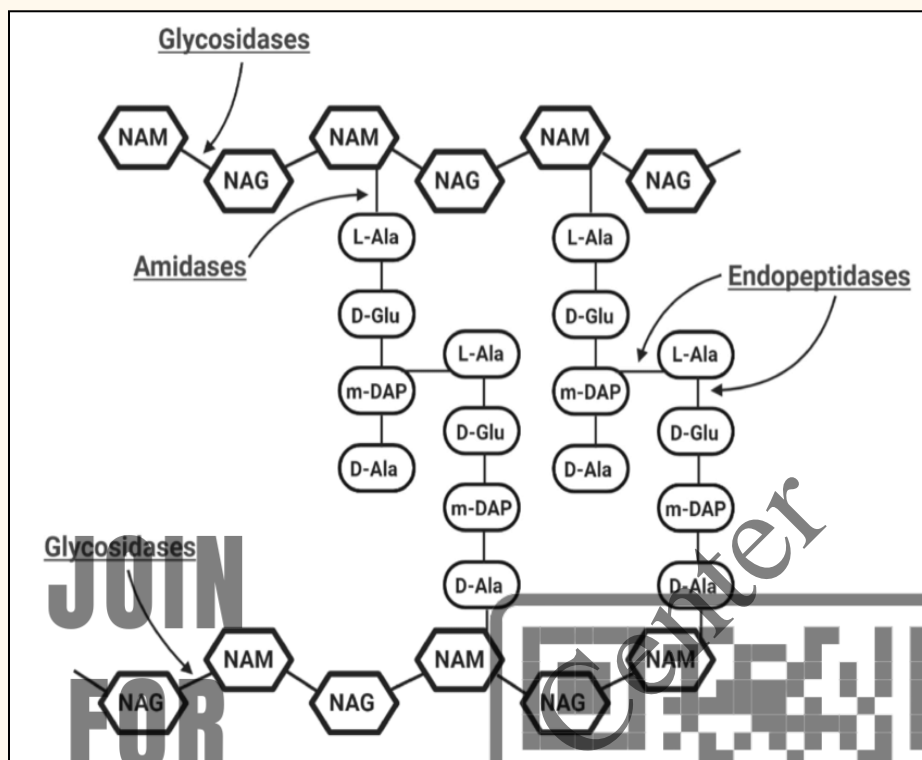 Glycosidases
NAM NAM NAM
NAG NAG NAG
L-Ala L-Ala
Amidases
Endopeptidases
D-Glu D-Glu
L-Ala L-Ala
m-DAP m-DAP
D-Glu D-Glu
D-Ala D-Ala
m-DAP m-DAP
Glycosidases
JOIN
D-Ala D-Ala
Center
NAM NAM NAM
NAG NAG NAG
FOR